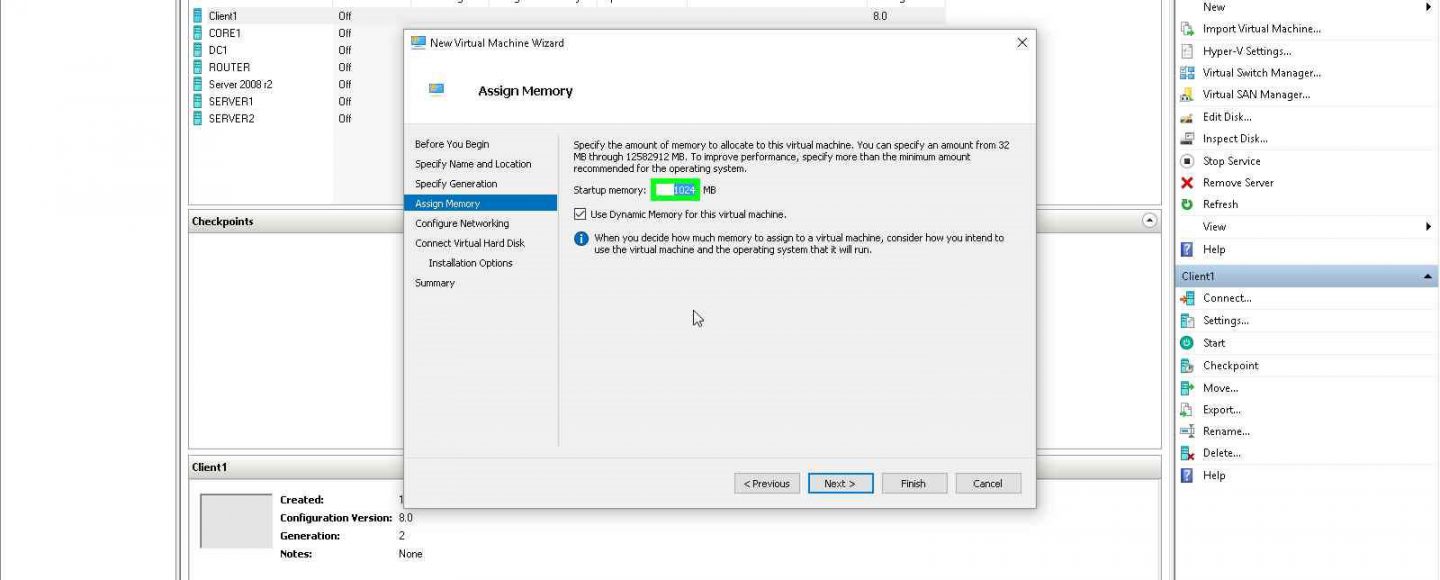 New
Client1 Off 8.0
CORE1 Off
DC1 Off
ROUTER Off
Server 2008 r2 Off
SERVER1 Off
SERVER2 Off
Checkpoints
Client1
Created: 1
Configuration Version: 8.0
Generation: 2
Notes: None
New Virtual Machine Wizard
Assign Memory
Before You Begin
Specify Name and Location
Specify Generation
Assign Memory
Configure Networking
Connect Virtual Hard Disk
Installation Options
Summary
Specify the amount of memory to allocate to this virtual machine. You can specify an amount from 32
MB through 12582912 MB. To improve performance, specify more than the minimum amount
recommended for the operating system.
Startup memory: 1024 MB
Use Dynamic Memory for this virtual machine.
When you decide how much memory to assign to a virtual machine, consider how you intend to
use the virtual machine and the operating system that it will run.
< Previous Next > Finish Cancel
Import Virtual Machine...
Hyper-V Settings...
Virtual Switch Manager...
Virtual SAN Manager...
Edit Disk...
Inspect Disk...
Stop Service
Remove Server
Refresh
View
Help
Client1
Connect...
Settings...
Start
Checkpoint
Move...
Export...
Rename...
Delete...
Help